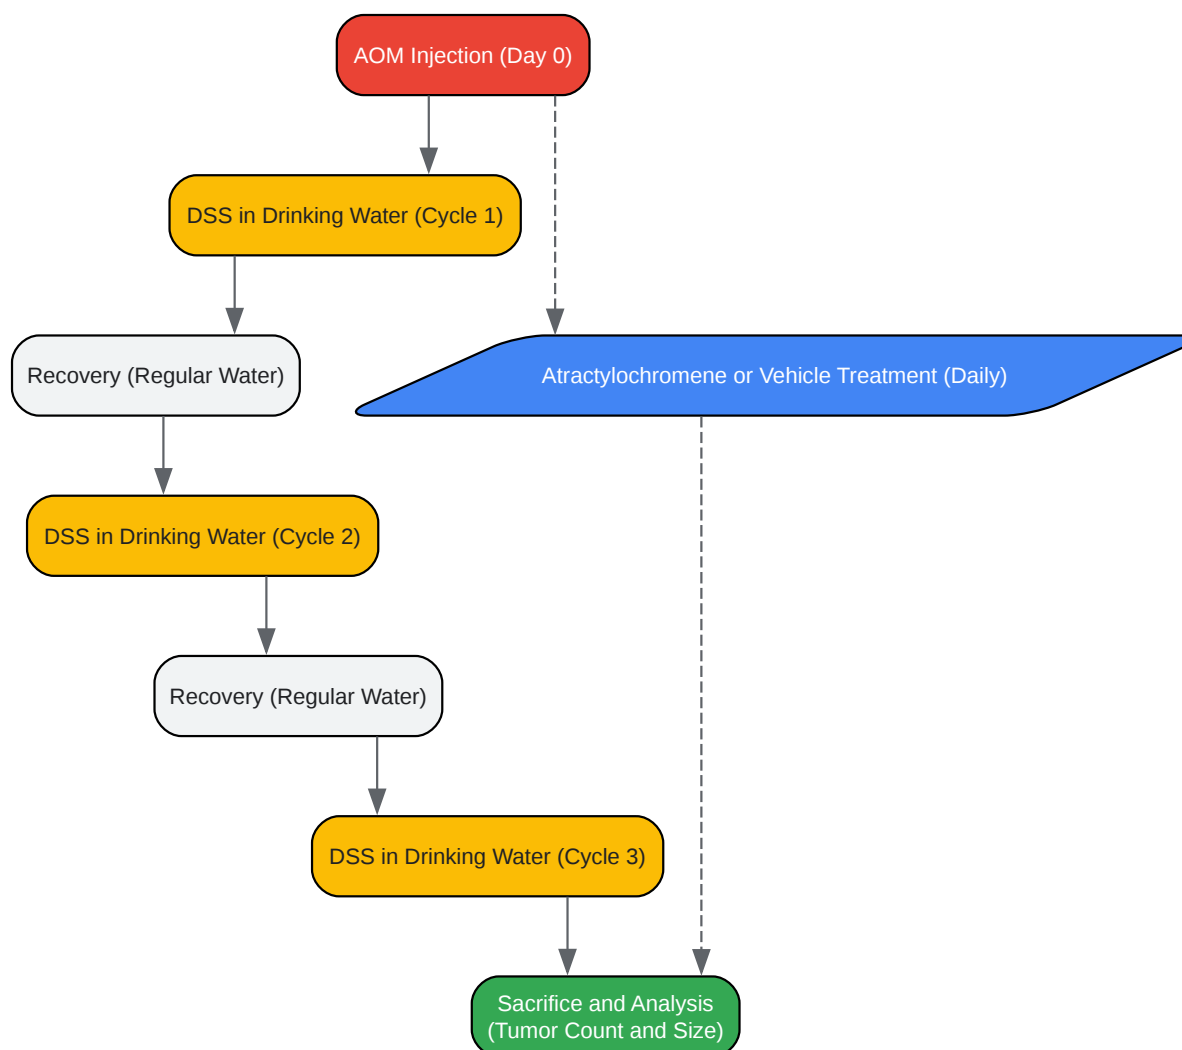 AOM Injection (Day 0)
DSS in Drinking Water (Cycle 1)
Recovery (Regular Water)
Atractylochromene or Vehicle Treatment (Daily)
DSS in Drinking Water (Cycle 2)
Recovery (Regular Water)
DSS in Drinking Water (Cycle 3)
Sacrifice and Analysis
(Tumor Count and Size)